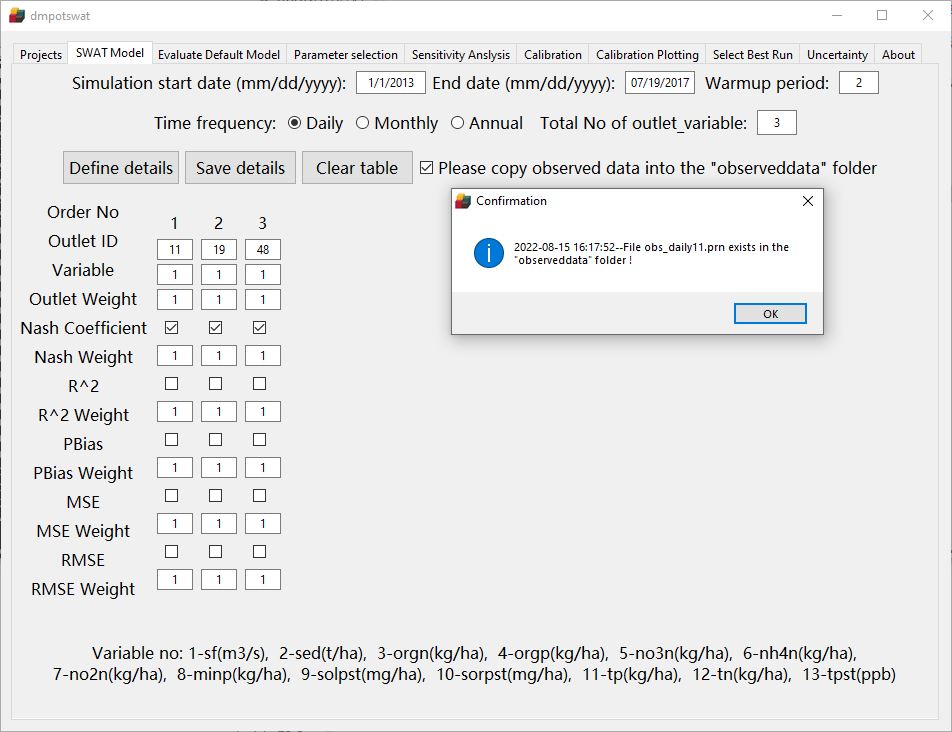 dmpotswat
Projects SWAT Model Evaluate Default Model Parameter selection Sensitivity Anslysis Calibration Calibration Plotting Select Best Run Uncertainty About
Simulation start date (mm/dd/yyyy): 1/1/2013 End date (mm/dd/yyyy): 07/19/2017 Warmup period: 2
Time frequency: Daily Monthly Annual Total No of outlet_variable: 3
Define details Save details Clear table Please copy observed data into the "observeddata" folder
Confirmation
2022-08-15 16:17:52--File obs_daily11.prn exists in the
"observeddata" folder !
OK
Order No 1 2 3
Outlet ID 11 19 48
Variable 1 1 1
Outlet Weight 1 1 1
Nash Coefficient
Nash Weight 1 1 1
R^2
R^2 Weight 1 1 1
PBias
PBias Weight 1 1 1
MSE
MSE Weight 1 1 1
RMSE
RMSE Weight 1 1 1
Variable no: 1-sf(m3/s), 2-sed(t/ha), 3-orgn(kg/ha), 4-orgp(kg/ha), 5-no3n(kg/ha), 6-nh4n(kg/ha),
7-no2n(kg/ha), 8-minp(kg/ha), 9-solpst(mg/ha), 10-sorpst(mg/ha), 11-tp(kg/ha), 12-tn(kg/ha), 13-tpst(ppb)